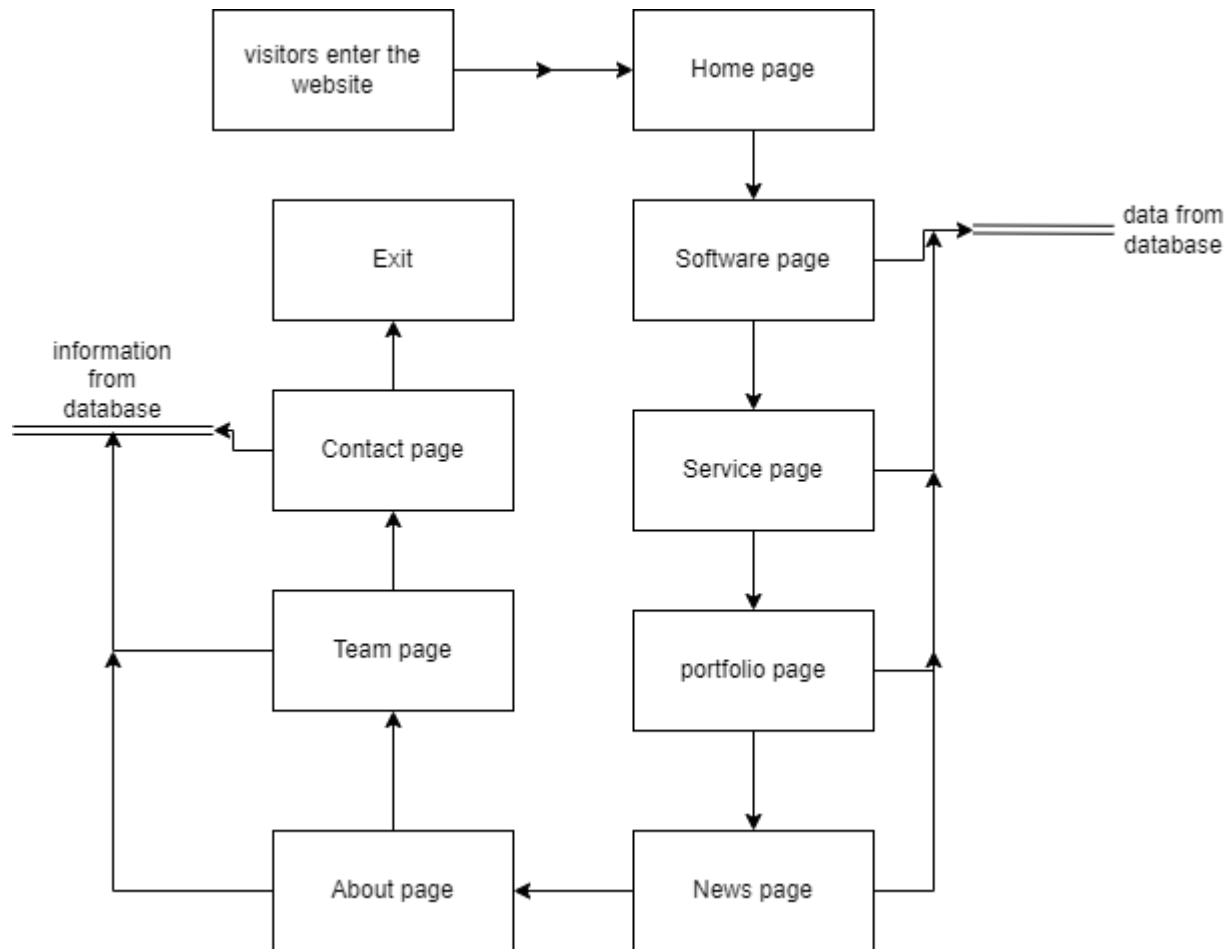 visitors enter the
website
Home page
Exit
Software page
data from
database
information
from
database
Contact page
Service page
Team page
portfolio page
About page
News page